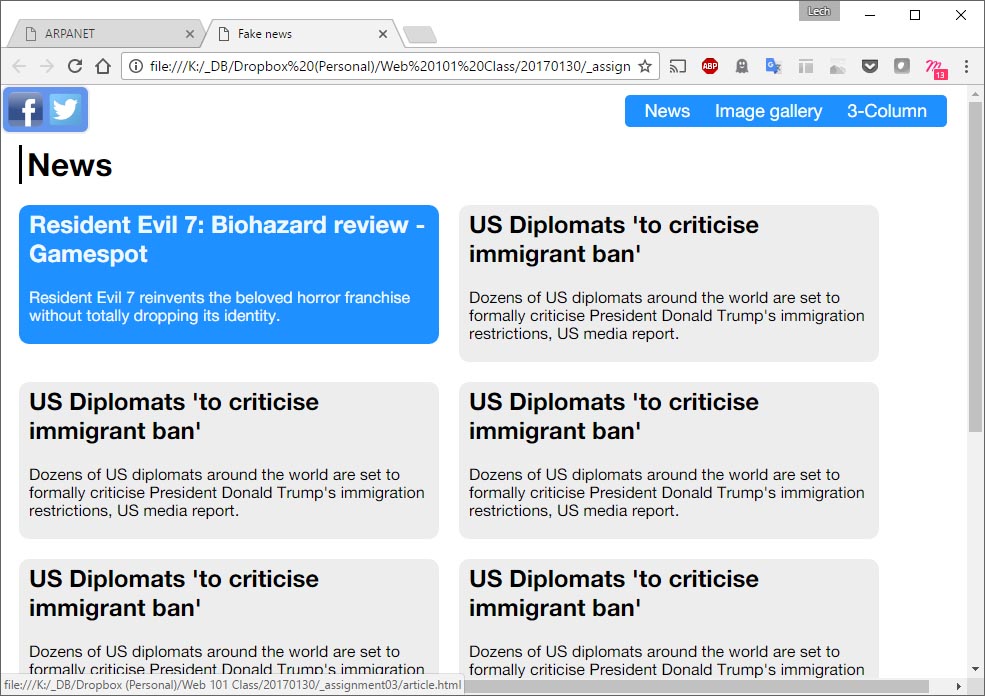 Lech
ARPANET
Fake news
file:///K:/_DB/Dropbox%20(Personal)/Web%20101%20Class/20170130/_assign
ABP
13
News Image gallery 3-Column
News
Resident Evil 7: Biohazard review -
Gamespot
Resident Evil 7 reinvents the beloved horror franchise
without totally dropping its identity.
US Diplomats 'to criticise
immigrant ban'
Dozens of US diplomats around the world are set to
formally criticise President Donald Trump's immigration
restrictions, US media report.
US Diplomats 'to criticise
immigrant ban'
Dozens of US diplomats around the world are set to
formally criticise President Donald Trump's immigration
restrictions, US media report.
US Diplomats 'to criticise
immigrant ban'
Dozens of US diplomats around the world are set to
formally criticise President Donald Trump's immigration
restrictions, US media report.
US Diplomats 'to criticise
immigrant ban'
Dozens of US diplomats around the world are set to
formally criticise President Donald Trump's immigration
US Diplomats 'to criticise
immigrant ban'
Dozens of US diplomats around the world are set to
formally criticise President Donald Trump's immigration
file:///K:/_DB/Dropbox (Personal)/Web 101 Class/20170130/_assignment03/article.html